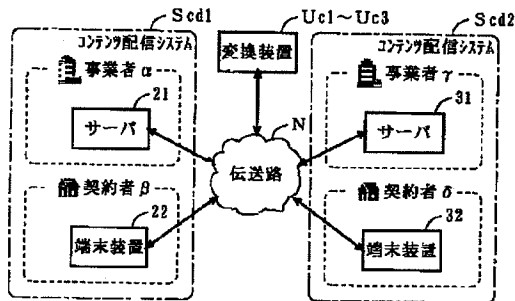 Scd1
Uc1～Uc3
Scd2
コンテンツ配信システム
変換装置
コンテンツ配信システム
事業者α
21
サーバ
事業者γ
31
サーバ
N
伝送路
契約者β
22
端末装置
契約者δ
32
端末装置